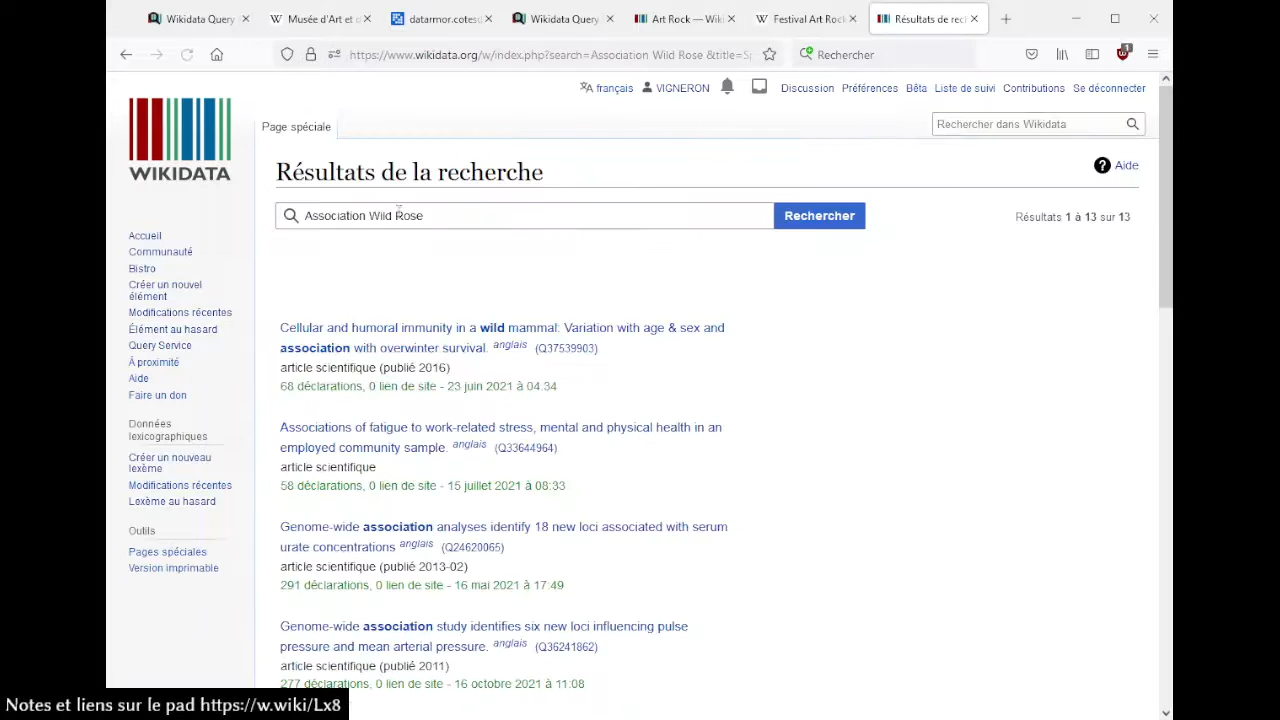 Wikidata Query
Musée d'Art et d
datarmor.cotesd
Wikidata Query
Art Rock — Wiki
Festival Art Rock
Résultats de rec
https://www.wikidata.org/w/index.php?search=Association Wild Rose &title=Sp
Rechercher
1
français
VIGNERON
Discussion
Préférences
Bêta
Liste de suivi
Contributions
Se déconnecter
WIKIDATA
Page spéciale
Rechercher dans Wikidata
Résultats de la recherche
Aide
Association Wild Rose
Rechercher
Résultats 1 à 13 sur 13
Accueil
Communauté
Bistro
Créer un nouvel
élément
Modifications récentes
Élément au hasard
Query Service
À proximité
Aide
Faire un don
Données
lexicographiques
Créer un nouveau
lexème
Modifications récentes
Lexème au hasard
Outils
Pages spéciales
Version imprimable
Cellular and humoral immunity in a wild mammal: Variation with age & sex and
association with overwinter survival. anglais (Q37539903)
article scientifique (publié 2016)
68 déclarations, 0 lien de site - 23 juin 2021 à 04:34
Associations of fatigue to work-related stress, mental and physical health in an
employed community sample. anglais (Q33644964)
article scientifique
58 déclarations, 0 lien de site - 15 juillet 2021 à 08:33
Genome-wide association analyses identify 18 new loci associated with serum
urate concentrations anglais (Q24620065)
article scientifique (publié 2013-02)
291 déclarations, 0 lien de site - 16 mai 2021 à 17:49
Genome-wide association study identifies six new loci influencing pulse
pressure and mean arterial pressure. anglais (Q36241862)
article scientifique (publié 2011)
277 déclarations, 0 lien de site - 16 octobre 2021 à 11:08
Notes et liens sur le pad https://w.wiki/Lx8